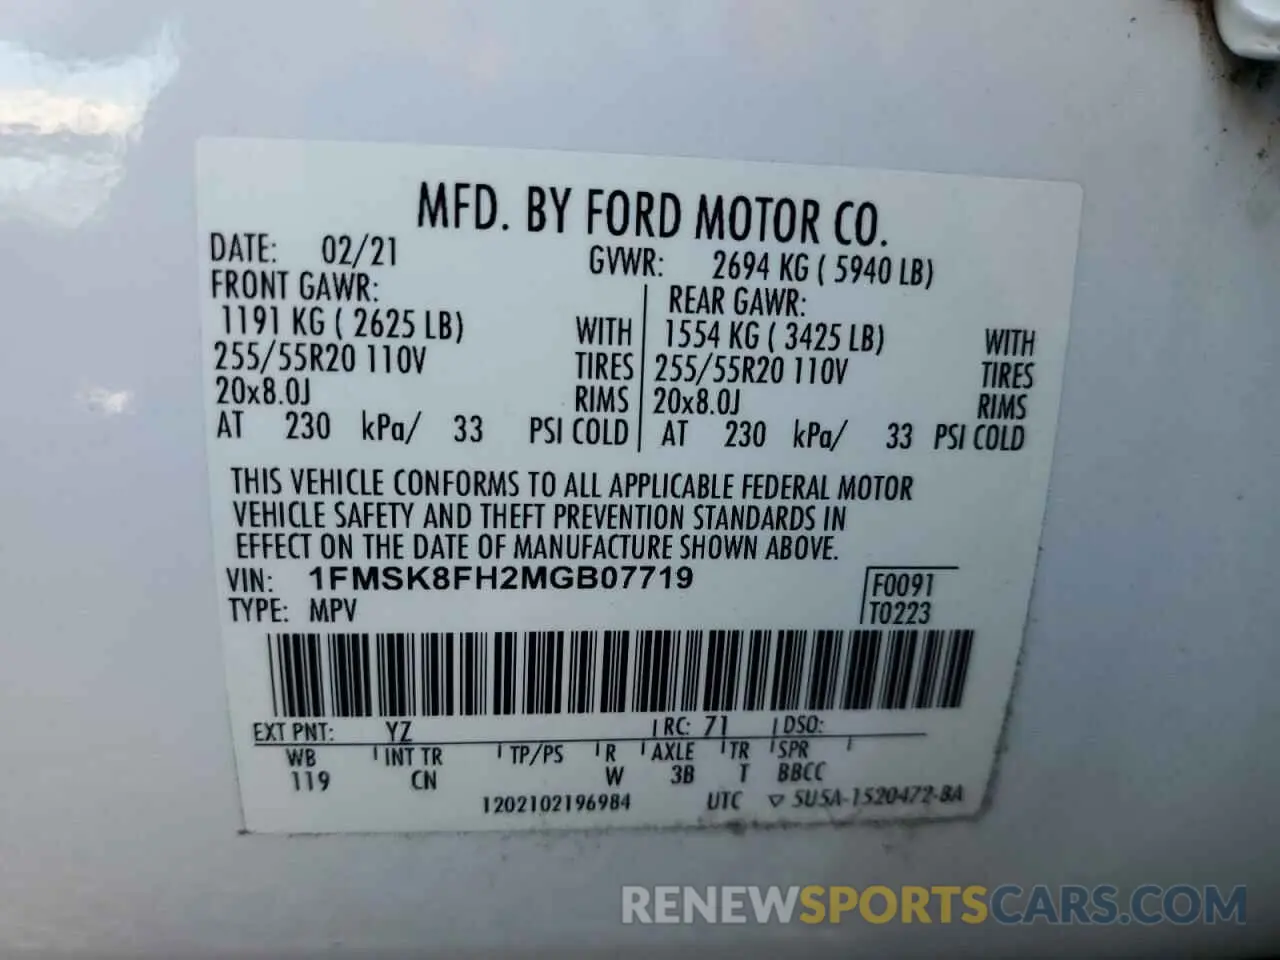 MFD. BY FORD MOTOR CO.
DATE: 02/21 GVWR: 2694 KG ( 5940 LB)
FRONT GAWR: REAR GAWR:
1191 KG ( 2625 LB) WITH 1554 KG ( 3425 LB) WITH
255/55R20 110V TIRES 255/55R20 110V TIRES
20x8.0J RIMS 20x8.0J RIMS
AT 230 kPa/ 33 PSI COLD AT 230 kPa/ 33 PSI COLD
THIS VEHICLE CONFORMS TO ALL APPLICABLE FEDERAL MOTOR
VEHICLE SAFETY AND THEFT PREVENTION STANDARDS IN
EFFECT ON THE DATE OF MANUFACTURE SHOWN ABOVE.
VIN: 1FMSK8FH2MGB07719 F0091
TYPE: MPV T0223
EXT PNT: YZ RC: 71 DSO:
WB INT TR TP/PS R AXLE TR SPR
119 CN W 3B T BBCC
1202102196984 UTC ▽ 5U5A-1520472-BA
RENEWSPORTSCARS.COM